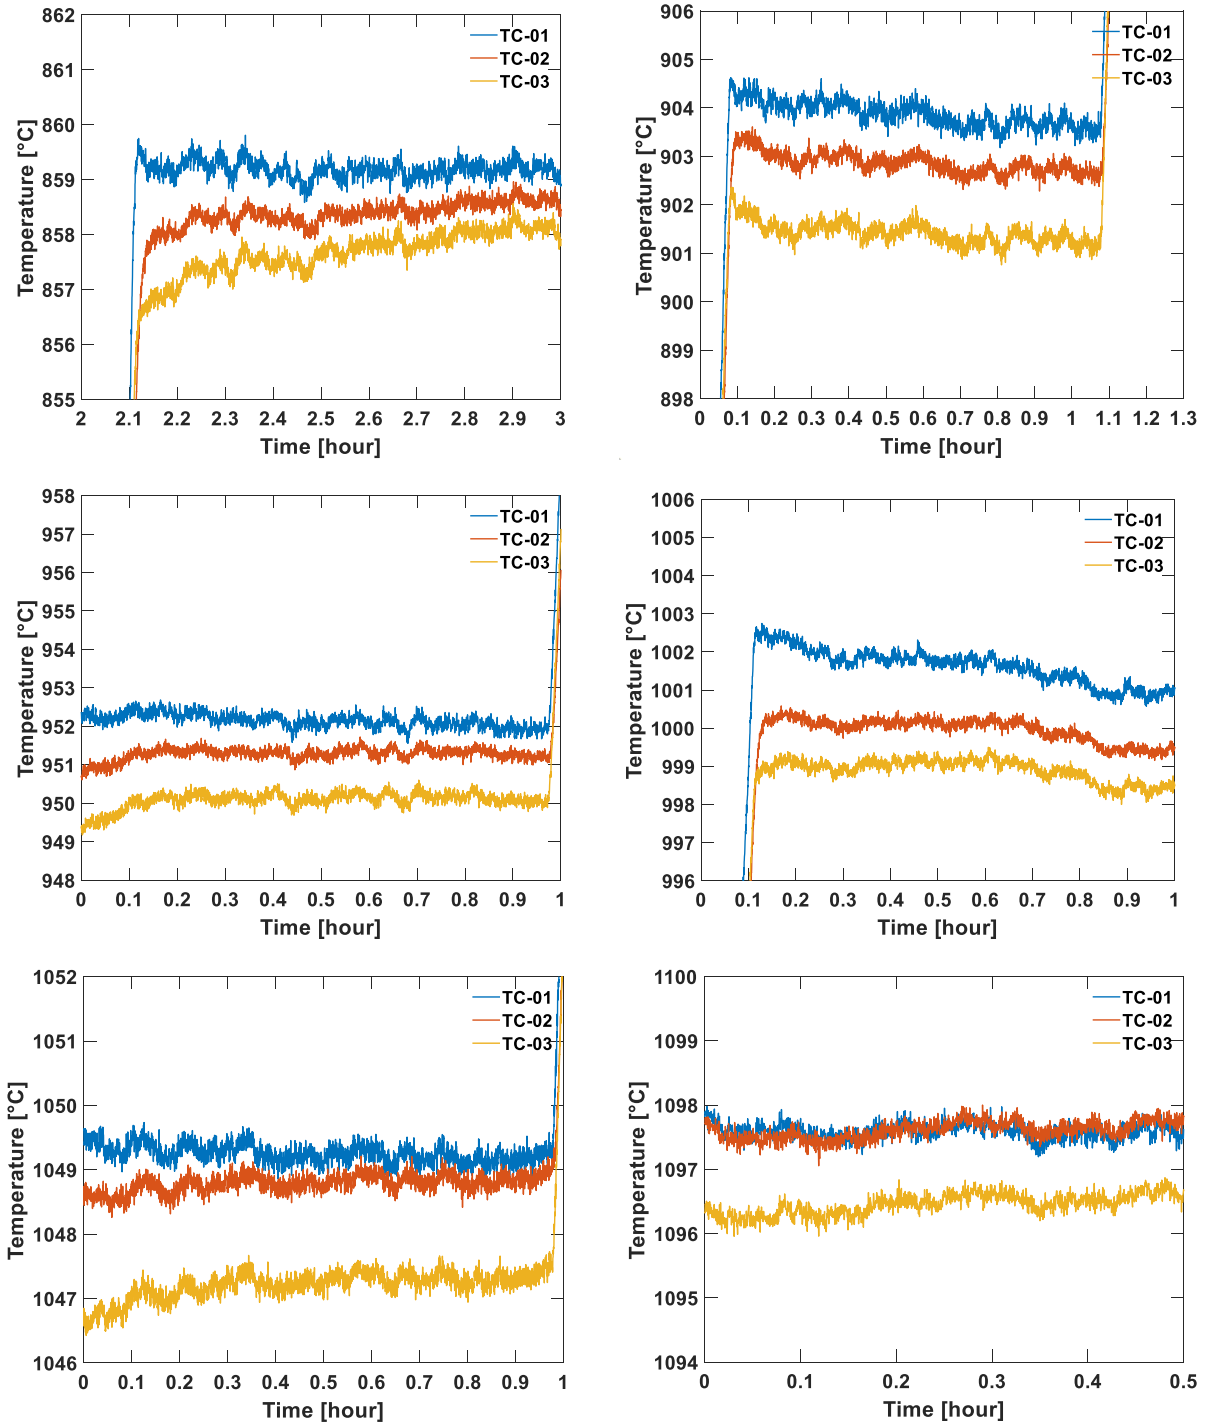 862
861
860
859
858
857
856
855
Temperature [°C]
TC-01
TC-02
TC-03
2 2.1 2.2 2.3 2.4 2.5 2.6 2.7 2.8 2.9 3
Time [hour]
906
905
904
903
902
901
900
899
898
Temperature [°C]
TC-01
TC-02
TC-03
0 0.1 0.2 0.3 0.4 0.5 0.6 0.7 0.8 0.9 1 1.1 1.2 1.3
Time [hour]
958
957
956
955
954
953
952
951
950
949
948
Temperature [°C]
TC-01
TC-02
TC-03
0 0.1 0.2 0.3 0.4 0.5 0.6 0.7 0.8 0.9 1
Time [hour]
1006
1005
1004
1003
1002
1001
1000
999
998
997
996
Temperature [°C]
TC-01
TC-02
TC-03
0 0.1 0.2 0.3 0.4 0.5 0.6 0.7 0.8 0.9 1
Time [hour]
1052
1051
1050
1049
1048
1047
1046
Temperature [°C]
TC-01
TC-02
TC-03
0 0.1 0.2 0.3 0.4 0.5 0.6 0.7 0.8 0.9 1
Time [hour]
1100
1099
1098
1097
1096
1095
1094
Temperature [°C]
TC-01
TC-02
TC-03
0 0.1 0.2 0.3 0.4 0.5
Time [hour]